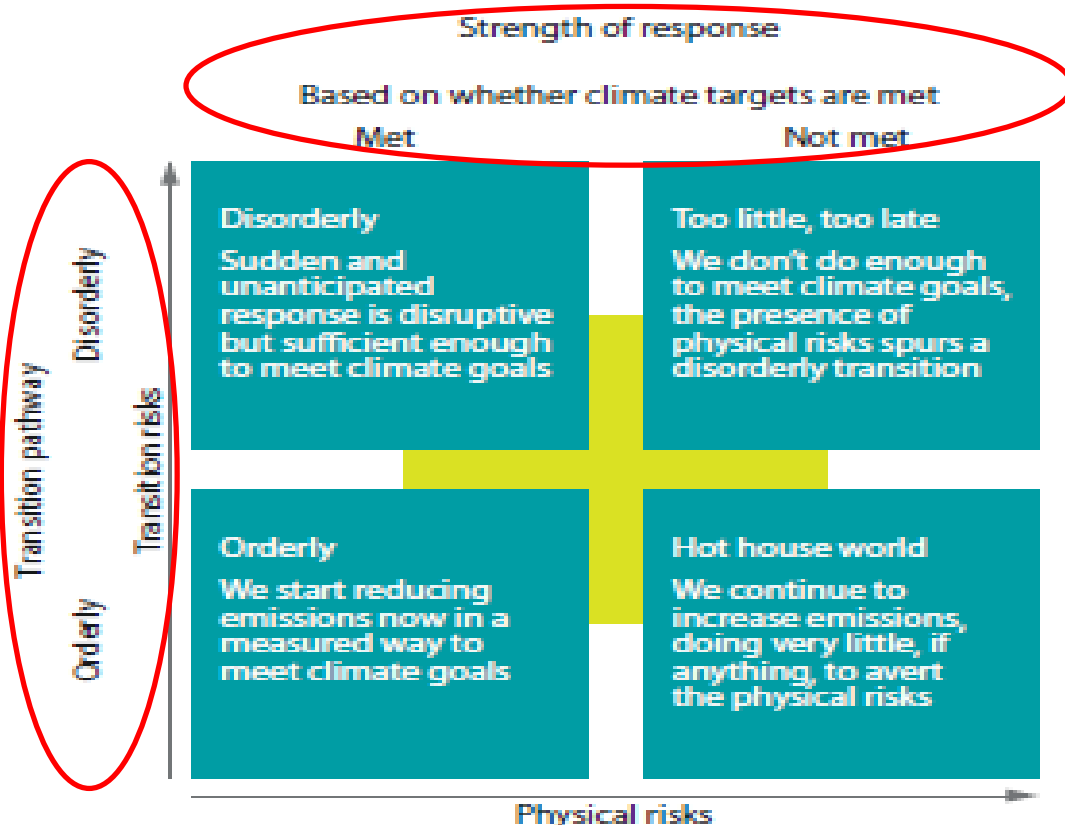 Strength of response
Based on whether climate targets are met
Met
Not met
Transition pathway
Disorderly
Orderly
Transition risks
Disorderly
Sudden and
unanticipated
response is disruptive
but sufficient enough
to meet climate goals
Too little, too late
We don't do enough
to meet climate goals,
the presence of
physical risks spurs a
disorderly transition
Orderly
We start reducing
emissions now in a
measured way to
meet climate goals
Hot house world
We continue to
increase emissions,
doing very little, if
anything, to avert
the physical risks
Physical risks